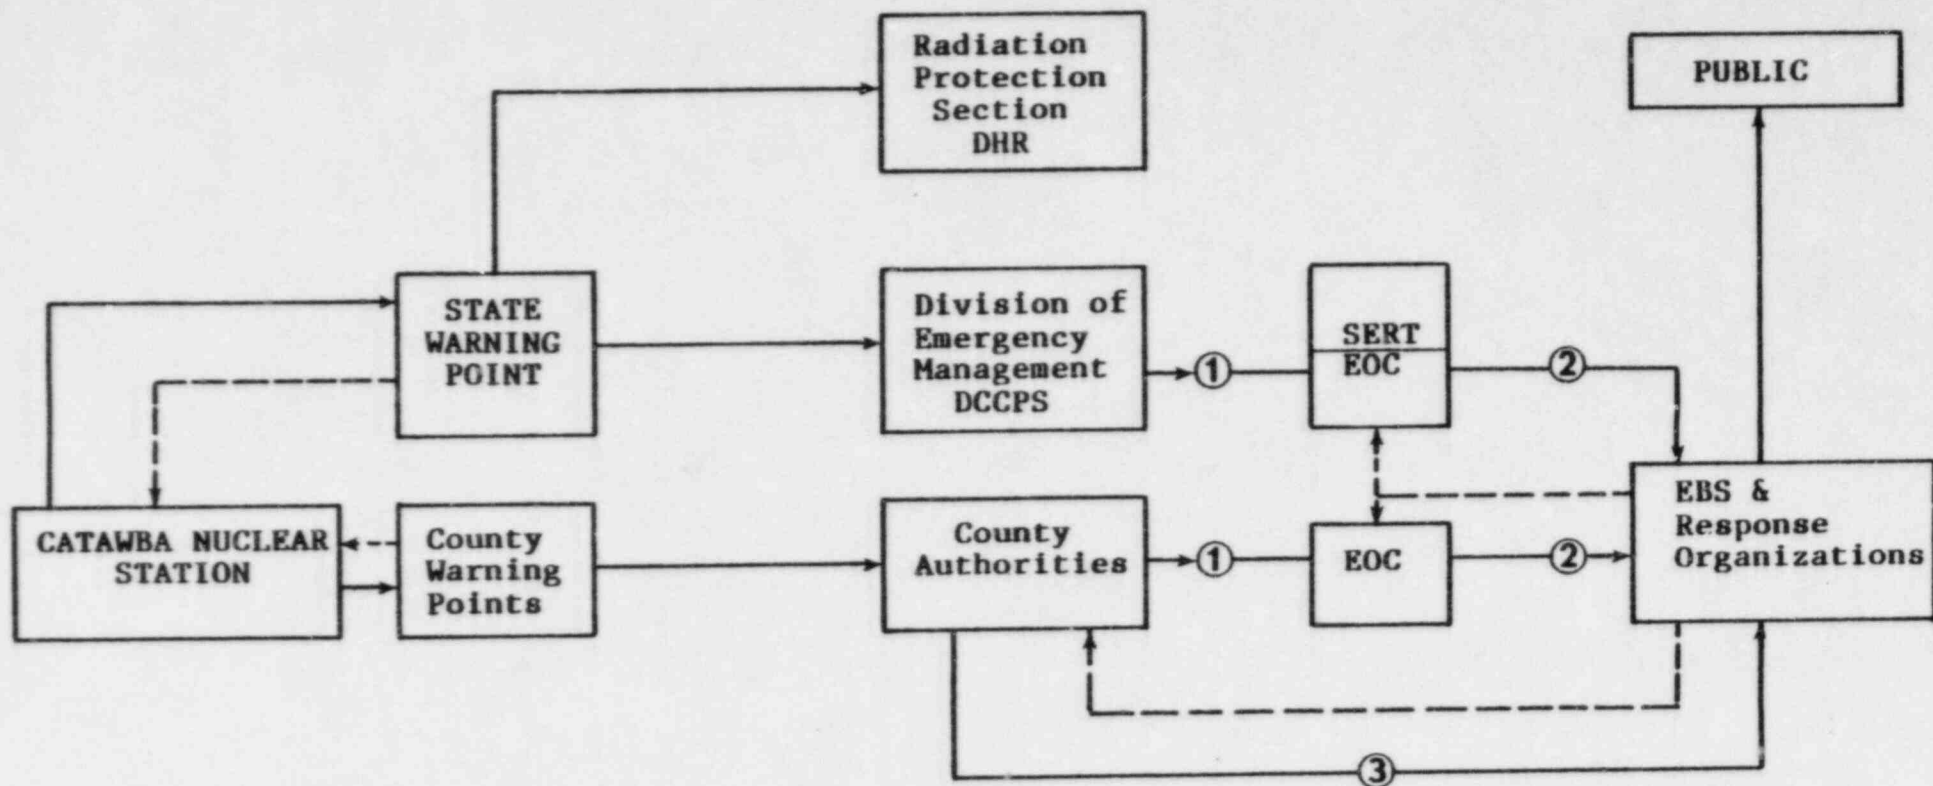 Radiation
Protection
Section
DHR
PUBLIC
STATE
WARNING
POINT
Division of
Emergency
Management
DCCPS
①
SERT
EOC
②
CATAWBA NUCLEAR
STATION
County
Warning
Points
County
Authorities
①
EOC
②
EBS &
Response
Organizations
③